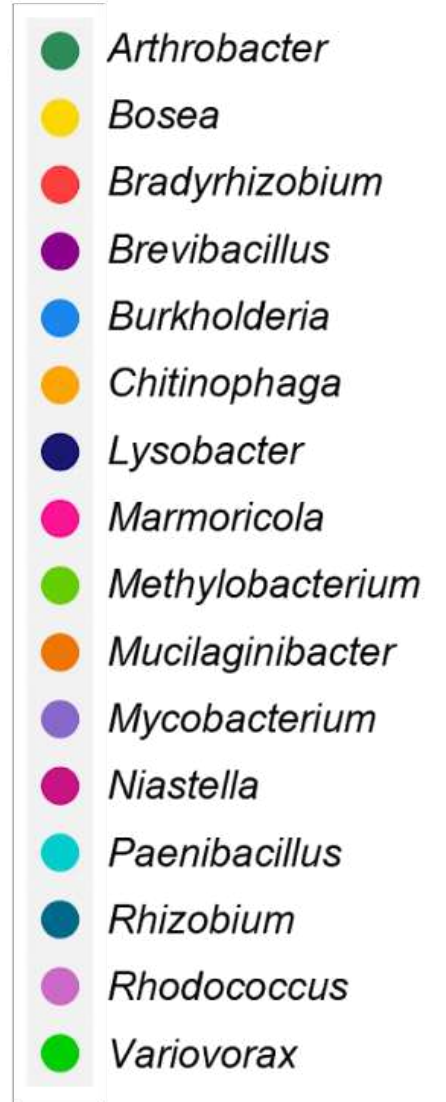 Arthrobacter
Bosea
Bradyrhizobium
Brevibacillus
Burkholderia
Chitinophaga
Lysobacter
Marmoricola
Methylobacterium
Mucilaginibacter
Mycobacterium
Niastella
Paenibacillus
Rhizobium
Rhodococcus
Variovorax